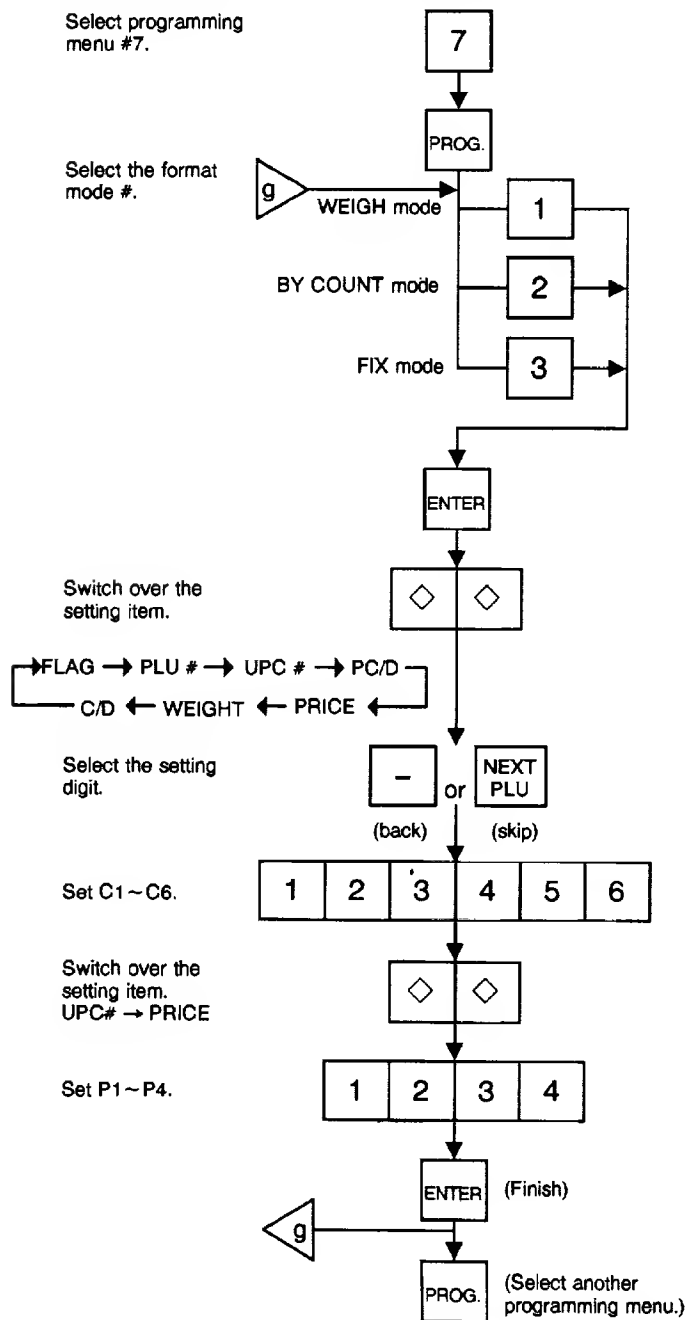 Select programming
menu #7.
7
PROG.
Select the format
mode #.
g
WEIGH mode
1
BY COUNT mode
2
FIX mode
3
ENTER
Switch over the
setting item.
FLAG → PLU # → UPC # → PC/D
C/D ← WEIGHT ← PRICE
Select the setting
digit.
–
or
NEXT
PLU
(back)
(skip)
Set C1~C6.
1 2 3 4 5 6
Switch over the
setting item.
UPC# → PRICE
Set P1~P4.
1 2 3 4
ENTER
(Finish)
g
PROG.
(Select another
programming menu.)